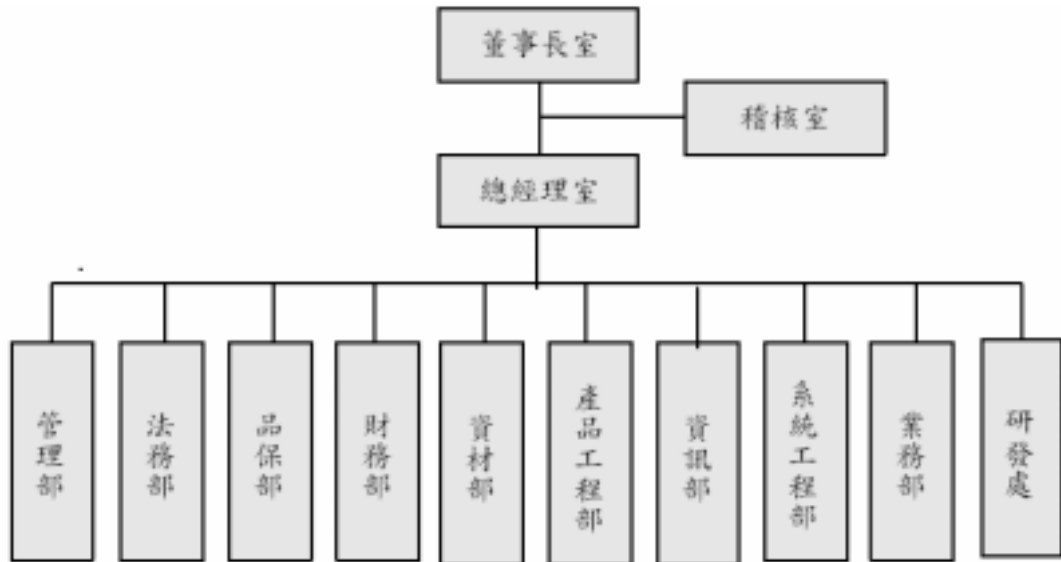 董事長室
稽核室
總經理室
管理部
法務部
品保部
財務部
資材部
產品工程部
資訊部
系統工程部
業務部
研發處